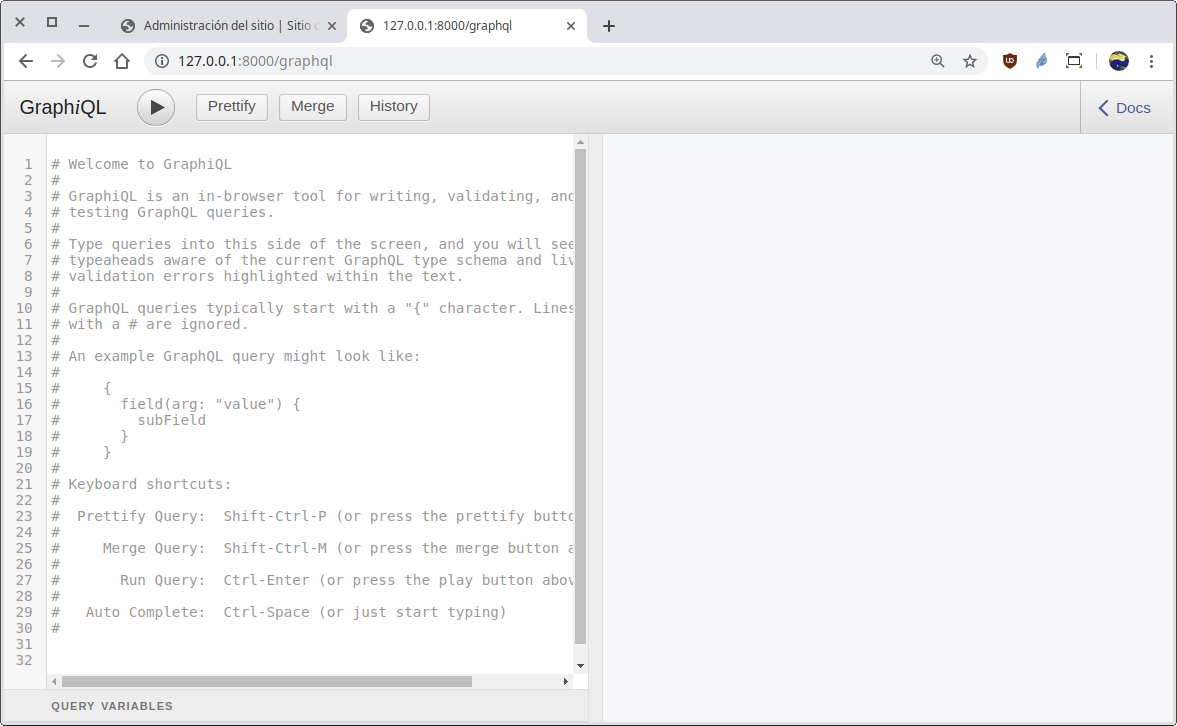 Administración del sitio | Sitio
127.0.0.1:8000/graphql
127.0.0.1:8000/graphql
GraphiQL
Prettify
Merge
History
Docs
1 # Welcome to GraphiQL
2 #
3 # GraphiQL is an in-browser tool for writing, validating, and
4 # testing GraphQL queries.
5 #
6 # Type queries into this side of the screen, and you will see
7 # typeaheads aware of the current GraphQL type schema and liv
8 # validation errors highlighted within the text.
9 #
10 # GraphQL queries typically start with a "{" character. Lines
11 # with a # are ignored.
12 #
13 # An example GraphQL query might look like:
14 #
15 #     {
16 #       field(arg: "value") {
17 #         subField
18 #       }
19 #     }
20 #
21 # Keyboard shortcuts:
22 #
23 #  Prettify Query:  Shift-Ctrl-P (or press the prettify butto
24 #
25 #     Merge Query:  Shift-Ctrl-M (or press the merge button a
26 #
27 #       Run Query:  Ctrl-Enter (or press the play button abov
28 #
29 #   Auto Complete:  Ctrl-Space (or just start typing)
30 #
31
32
QUERY VARIABLES